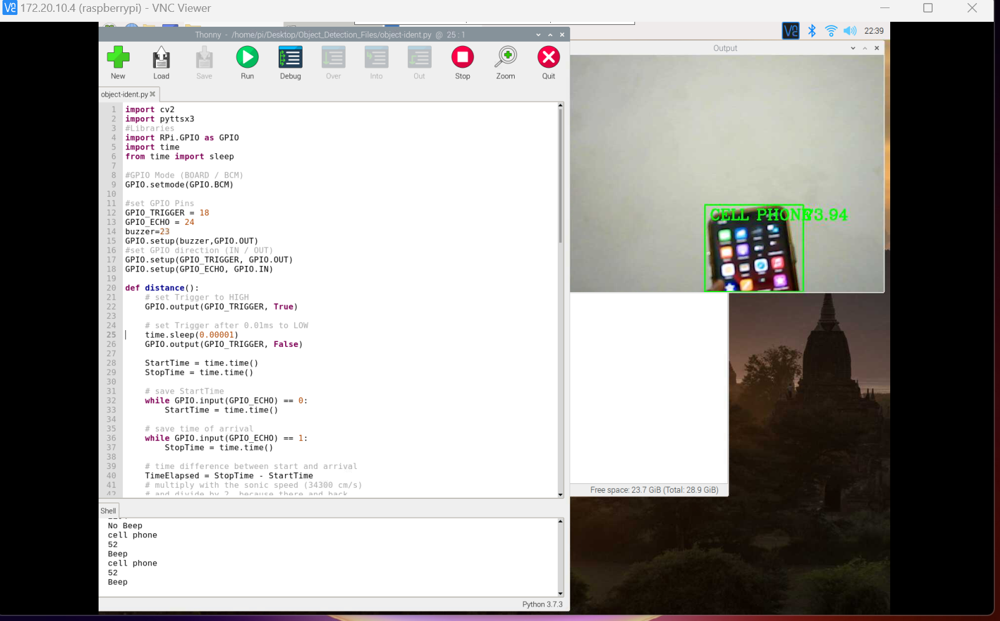 172.20.10.4 (raspberrypi) - VNC Viewer
22:39
Thonny - /home/pi/Desktop/Object_Detection_Files/object-ident.py @ 25 : 1
New Load Save Run Debug Over Into Out Stop Zoom Quit
object-ident.py
1 import cv2
2 import pyttsx3
3 #Libraries
4 import RPi.GPIO as GPIO
5 import time
6 from time import sleep
7
8 #GPIO Mode (BOARD / BCM)
9 GPIO.setmode(GPIO.BCM)
10
11 #set GPIO Pins
12 GPIO_TRIGGER = 18
13 GPIO_ECHO = 24
14 buzzer=23
15 GPIO.setup(buzzer,GPIO.OUT)
16 #set GPIO direction (IN / OUT)
17 GPIO.setup(GPIO_TRIGGER, GPIO.OUT)
18 GPIO.setup(GPIO_ECHO, GPIO.IN)
19
20 def distance():
21 # set Trigger to HIGH
22 GPIO.output(GPIO_TRIGGER, True)
23
24 # set Trigger after 0.01ms to LOW
25 time.sleep(0.00001)
26 GPIO.output(GPIO_TRIGGER, False)
27
28 StartTime = time.time()
29 StopTime = time.time()
30
31 # save StartTime
32 while GPIO.input(GPIO_ECHO) == 0:
33 StartTime = time.time()
34
35 # save time of arrival
36 while GPIO.input(GPIO_ECHO) == 1:
37 StopTime = time.time()
38
39 # time difference between start and arrival
40 TimeElapsed = StopTime - StartTime
41 # multiply with the sonic speed (34300 cm/s)
42 # and divide by 2, because there and back
Shell
No Beep
cell phone
52
Beep
cell phone
52
Beep
Python 3.7.3
Output
CELL PHONE 73.94
Free space: 23.7 GiB (Total: 28.9 GiB)